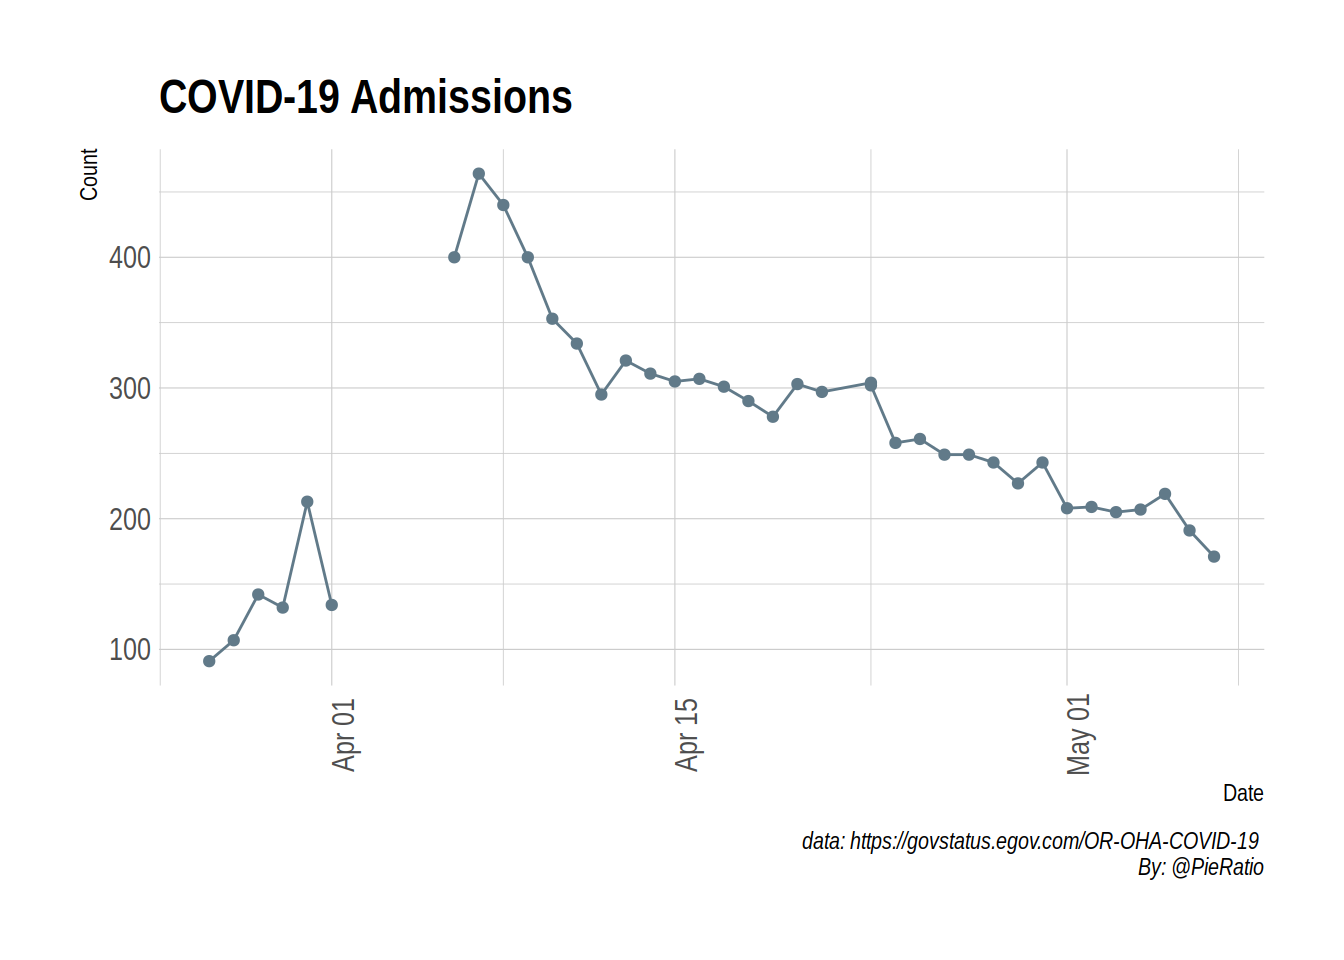 COVID-19 Admissions
Count
400
300
200
100
Apr 01
Apr 15
May 01
Date
data: https://govstatus.egov.com/OR-OHA-COVID-19
By: @PieRatio